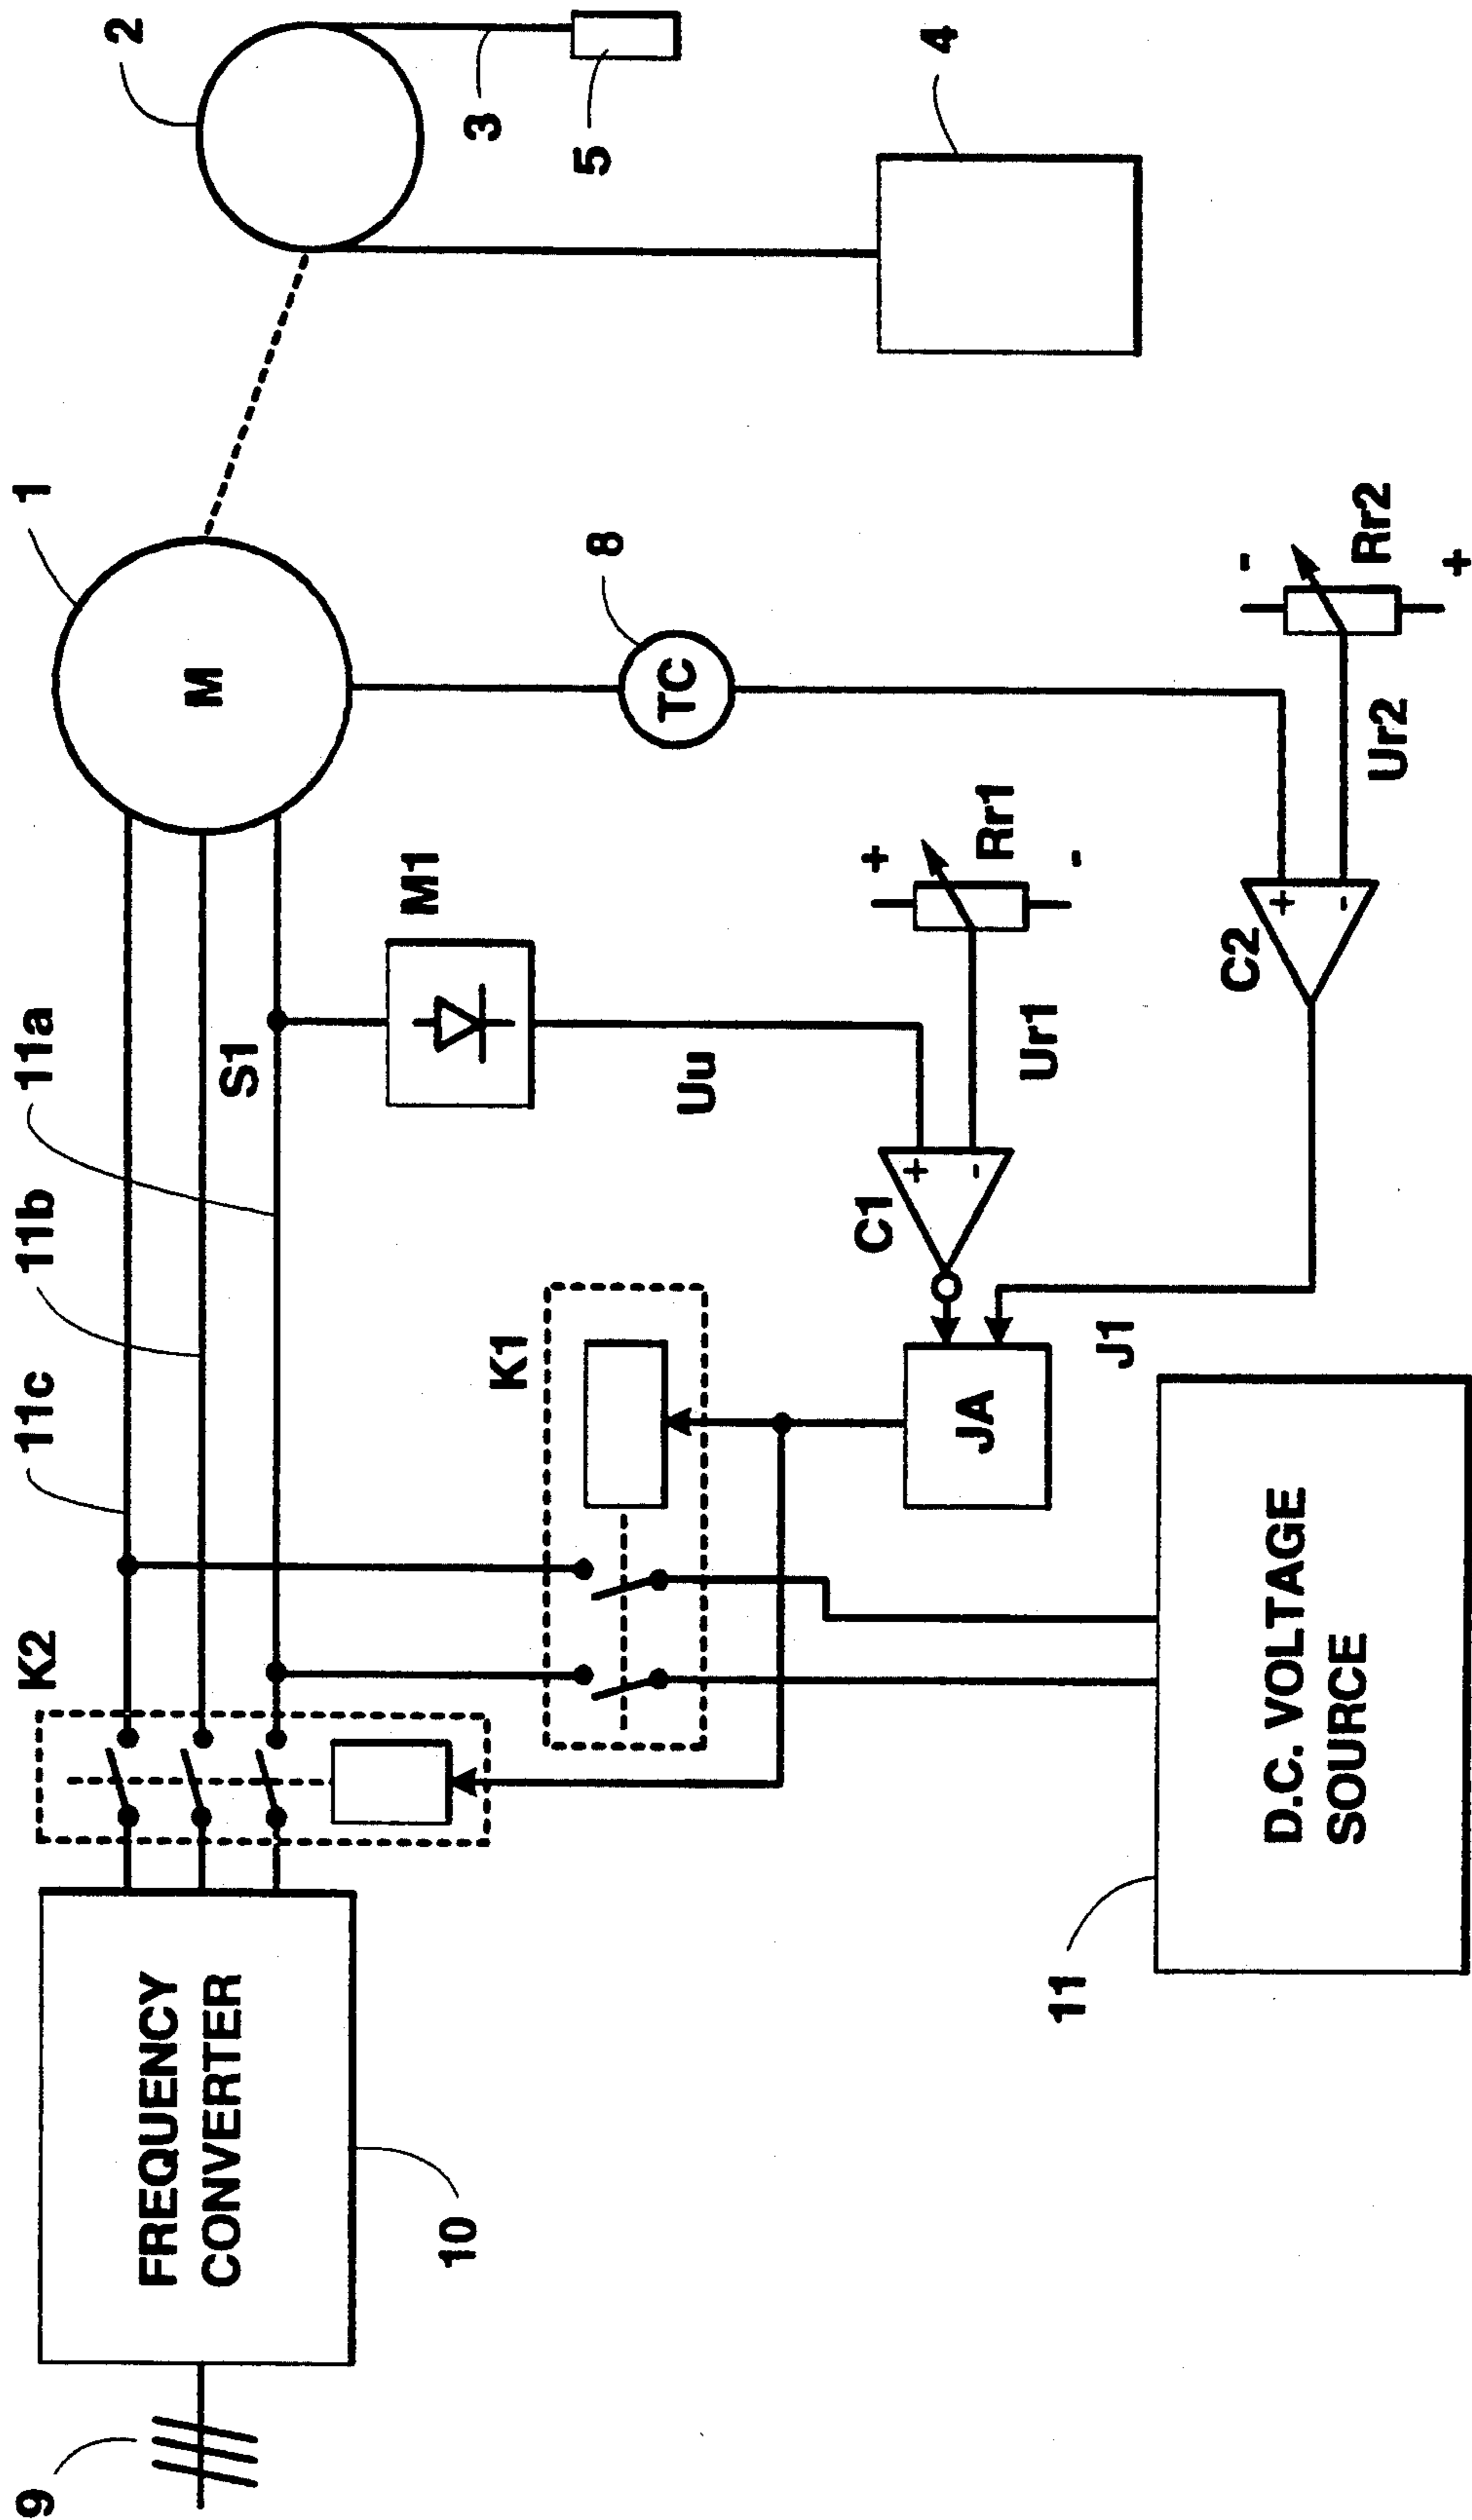 9
FREQUENCY
CONVERTER
10
K2
11c
11b
11a
S1
1
M
2
3
5
4
K1
M1
Uu
8
TC
C1
+
-
Ur1
+
Rr1
-
JA
J1
C2
+
-
Ur2
-
Rr2
+
11
D.C. VOLTAGE
SOURCE